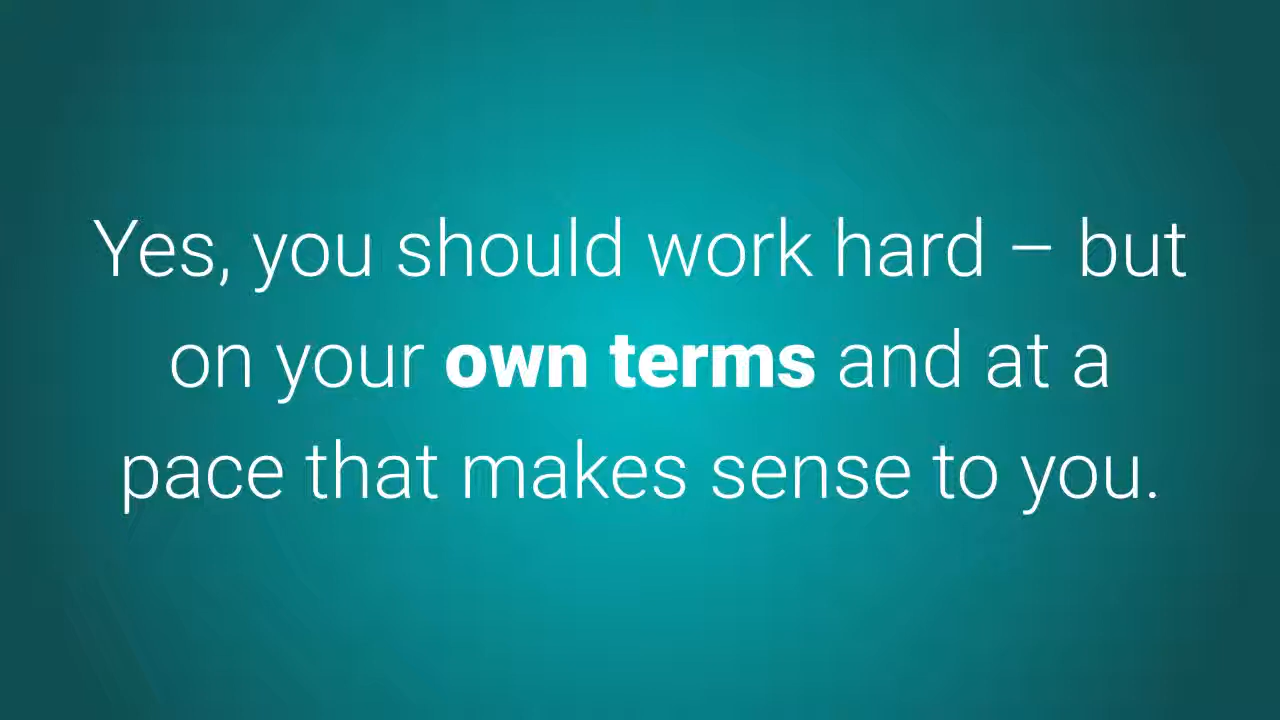 Yes, you should work hard – but
on your own terms and at a
pace that makes sense to you.